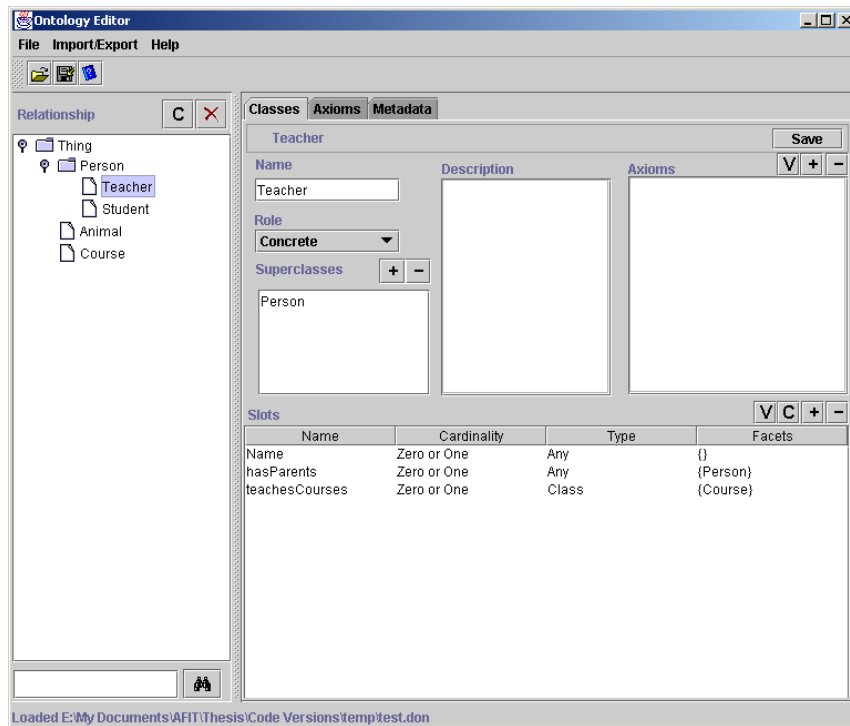 Ontology Editor
File Import/Export Help
Relationship C
Thing
Person
Teacher
Student
Animal
Course
Classes Axioms Metadata
Teacher Save
Name Description Axioms V + -
Teacher
Role
Concrete
Superclasses + -
Person
Slots V C + -
Name Cardinality Type Facets
Name Zero or One Any {}
hasParents Zero or One Any {Person}
teachesCourses Zero or One Class {Course}
Loaded E:\My Documents\AFIT\Thesis\Code Versions\temp\test.don